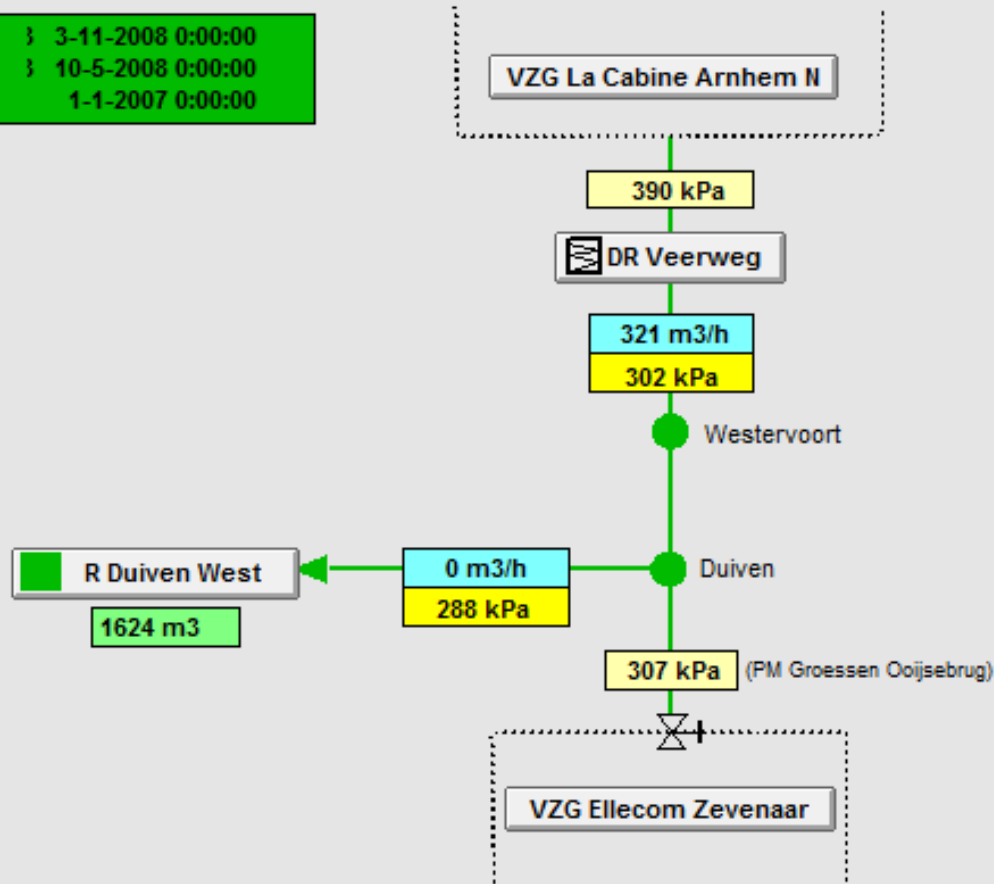 3-11-2008 0:00:00
10-5-2008 0:00:00
1-1-2007 0:00:00
VZG La Cabine Arnhem N
390 kPa
DR Veerweg
321 m3/h
302 kPa
Westervoort
R Duiven West
0 m3/h
Duiven
288 kPa
1624 m3
307 kPa (PM Groessen Ooijsebrug)
VZG Ellecom Zevenaar